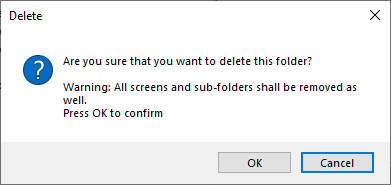 Delete
Are you sure that you want to delete this folder?
Warning: All screens and sub-folders shall be removed as
well.
Press OK to confirm
OK
Cancel